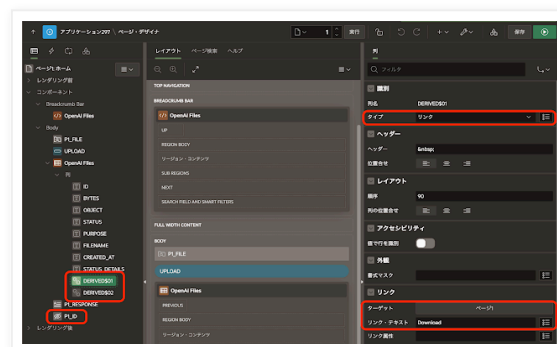 アプリケーション297 \ ページ・デザイナ
1
実行
保存
レイアウト ページ検索 ヘルプ
列
ページ1: ホーム
レンダリング前
コンポーネント
Breadcrumb Bar
OpenAI Files
Body
P1_FILE
UPLOAD
OpenAI Files
列
ID
BYTES
OBJECT
STATUS
PURPOSE
FILENAME
CREATED_AT
STATUS_DETAILS
DERIVED$01
DERIVED$02
P1_RESPONSE
P1_ID
レンダリング後
TOP NAVIGATION
BREADCRUMB BAR
OpenAI Files
UP
REGION BODY
リージョン・コンテンツ
SUB REGIONS
NEXT
SEARCH FIELD AND SMART FILTERS
FULL WIDTH CONTENT
BODY
P1_FILE
UPLOAD
OpenAI Files
PREVIOUS
REGION BODY
リージョン・コンテンツ
フィルタ
識別
列名 DERIVED$01
タイプ リンク
ヘッダー
ヘッダー &nbsp;
位置合せ
レイアウト
順序 90
列の位置合せ
アクセシビリティ
値で行を識別
外観
書式マスク
リンク
ターゲット ページ1
リンク・テキスト Download
リンク属性